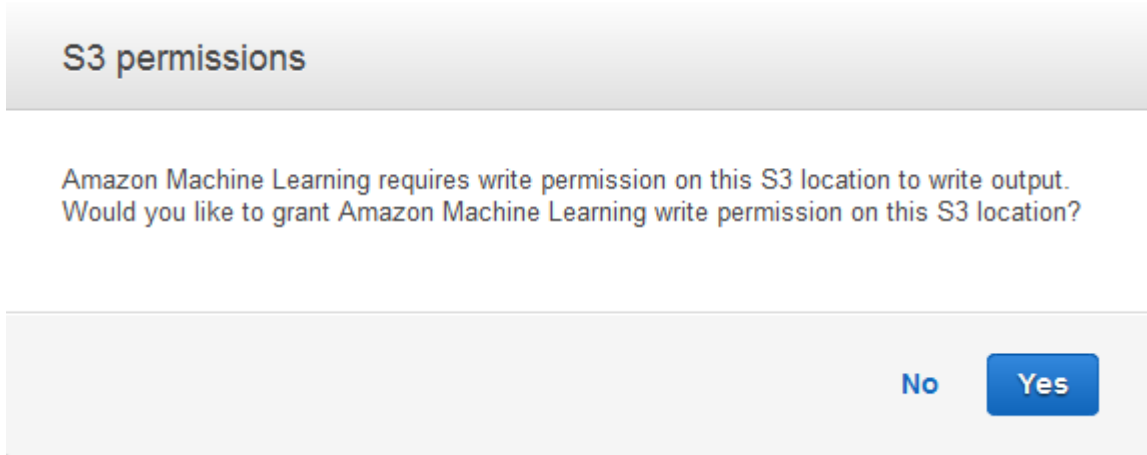 S3 permissions
Amazon Machine Learning requires write permission on this S3 location to write output.
Would you like to grant Amazon Machine Learning write permission on this S3 location?
No
Yes